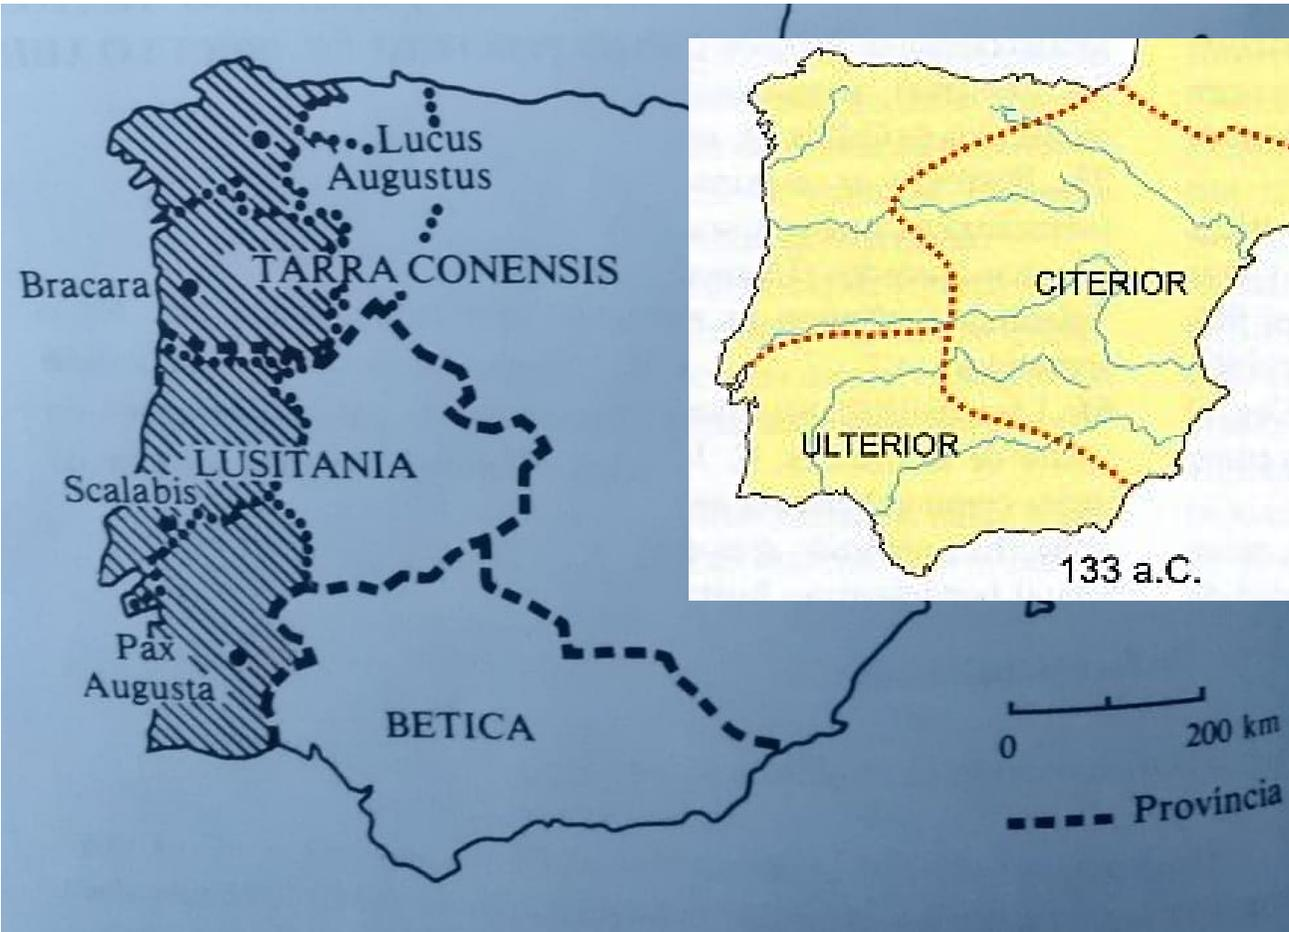 Lucus
Augustus
Bracara
TARRA CONENSIS
LUSITANIA
Scalabis
Pax
Augusta
BETICA
0
200 km
Província
CITERIOR
ULTERIOR
133 a.C.